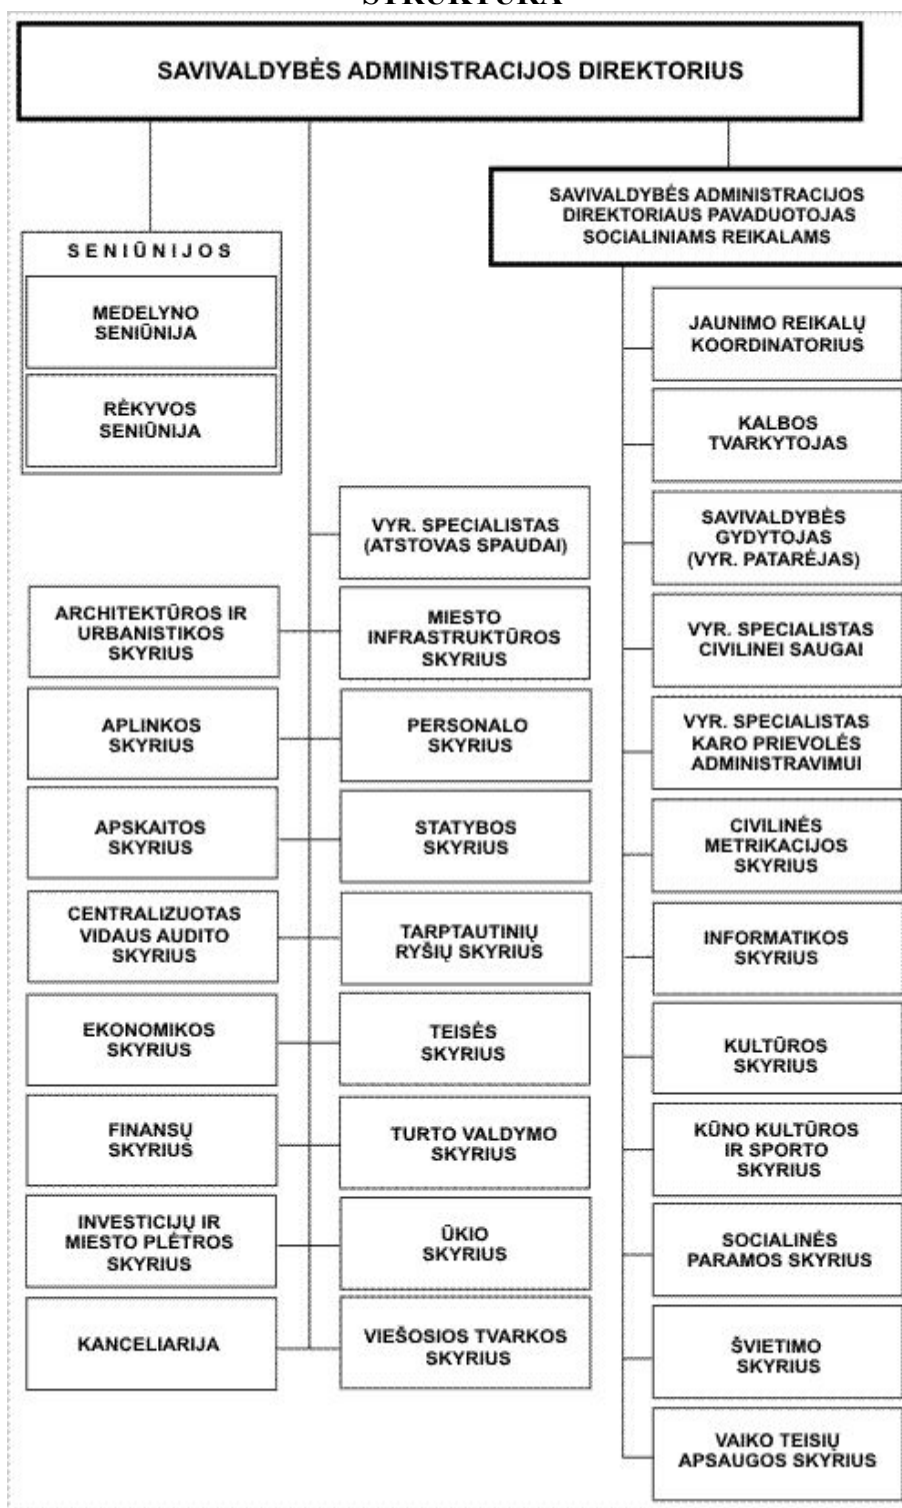 STRUKTŪRA
SAVIVALDYBĖS ADMINISTRACIJOS DIREKTORIUS
SAVIVALDYBĖS ADMINISTRACIJOS
DIREKTORIAUS PAVADUOTOJAS
SOCIALINIAMS REIKALAMS
SENIŪNIJOS
MEDELYNO
SENIŪNIJA
RĖKYVOS
SENIŪNIJA
VYR. SPECIALISTAS
(ATSTOVAS SPAUDAI)
ARCHITEKTŪROS IR
URBANISTIKOS
SKYRIUS
MIESTO
INFRASTRUKTŪROS
SKYRIUS
APLINKOS
SKYRIUS
PERSONALO
SKYRIUS
APSKAITOS
SKYRIUS
STATYBOS
SKYRIUS
CENTRALIZUOTAS
VIDAUS AUDITO
SKYRIUS
TARPTAUTINIŲ
RYŠIŲ SKYRIUS
EKONOMIKOS
SKYRIUS
TEISĖS
SKYRIUS
FINANSŲ
SKYRIUS
TURTO VALDYMO
SKYRIUS
INVESTICIJŲ IR
MIESTO PLĖTROS
SKYRIUS
ŪKIO
SKYRIUS
KANCELIARIJA
VIEŠOSIOS TVARKOS
SKYRIUS
JAUNIMO REIKALŲ
KOORDINATORIUS
KALBOS
TVARKYTOJAS
SAVIVALDYBĖS
GYDYTOJAS
(VYR. PATARĖJAS)
VYR. SPECIALISTAS
CIVILINEI SAUGAI
VYR. SPECIALISTAS
KARO PRIEVOLĖS
ADMINISTRAVIMUI
CIVILINĖS
METRIKACIJOS
SKYRIUS
INFORMATIKOS
SKYRIUS
KULTŪROS
SKYRIUS
KŪNO KULTŪROS
IR SPORTO
SKYRIUS
SOCIALINĖS
PARAMOS SKYRIUS
ŠVIETIMO
SKYRIUS
VAIKO TEISIŲ
APSAUGOS SKYRIUS